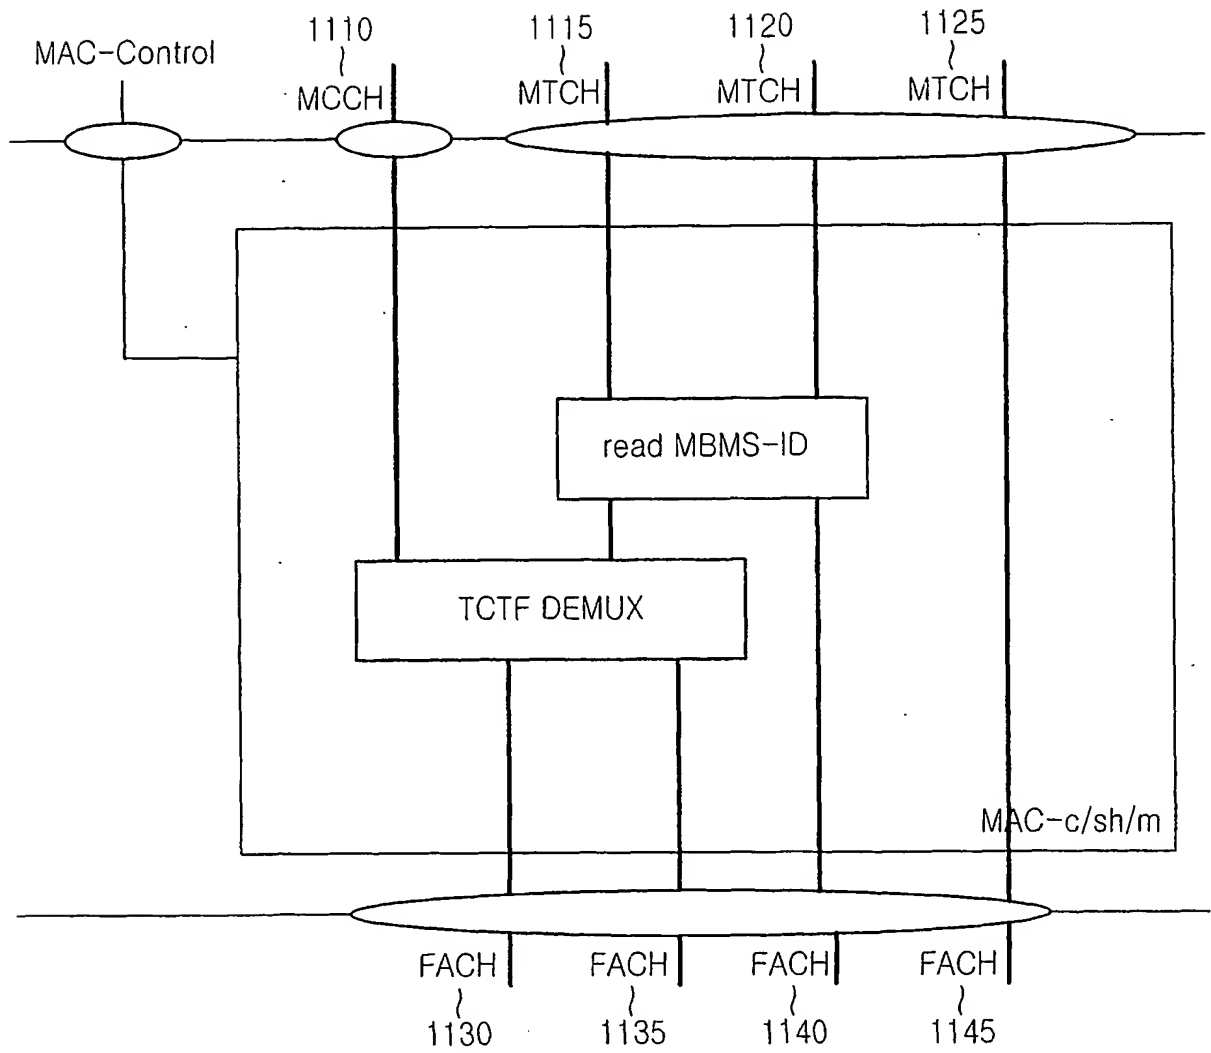 1110
1115
1120
1125
MAC-Control
MCCH
MTCH
MTCH
MTCH
read MBMS-ID
TCTF DEMUX
MAC-c/sh/m
FACH
FACH
FACH
FACH
1130
1135
1140
1145